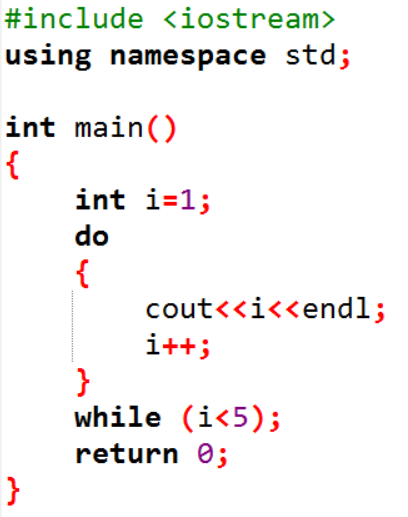 #include <iostream>
using namespace std;
int main()
{
int i=1;
do
{
cout<<i<<endl;
i++;
}
while (i<5);
return 0;
}